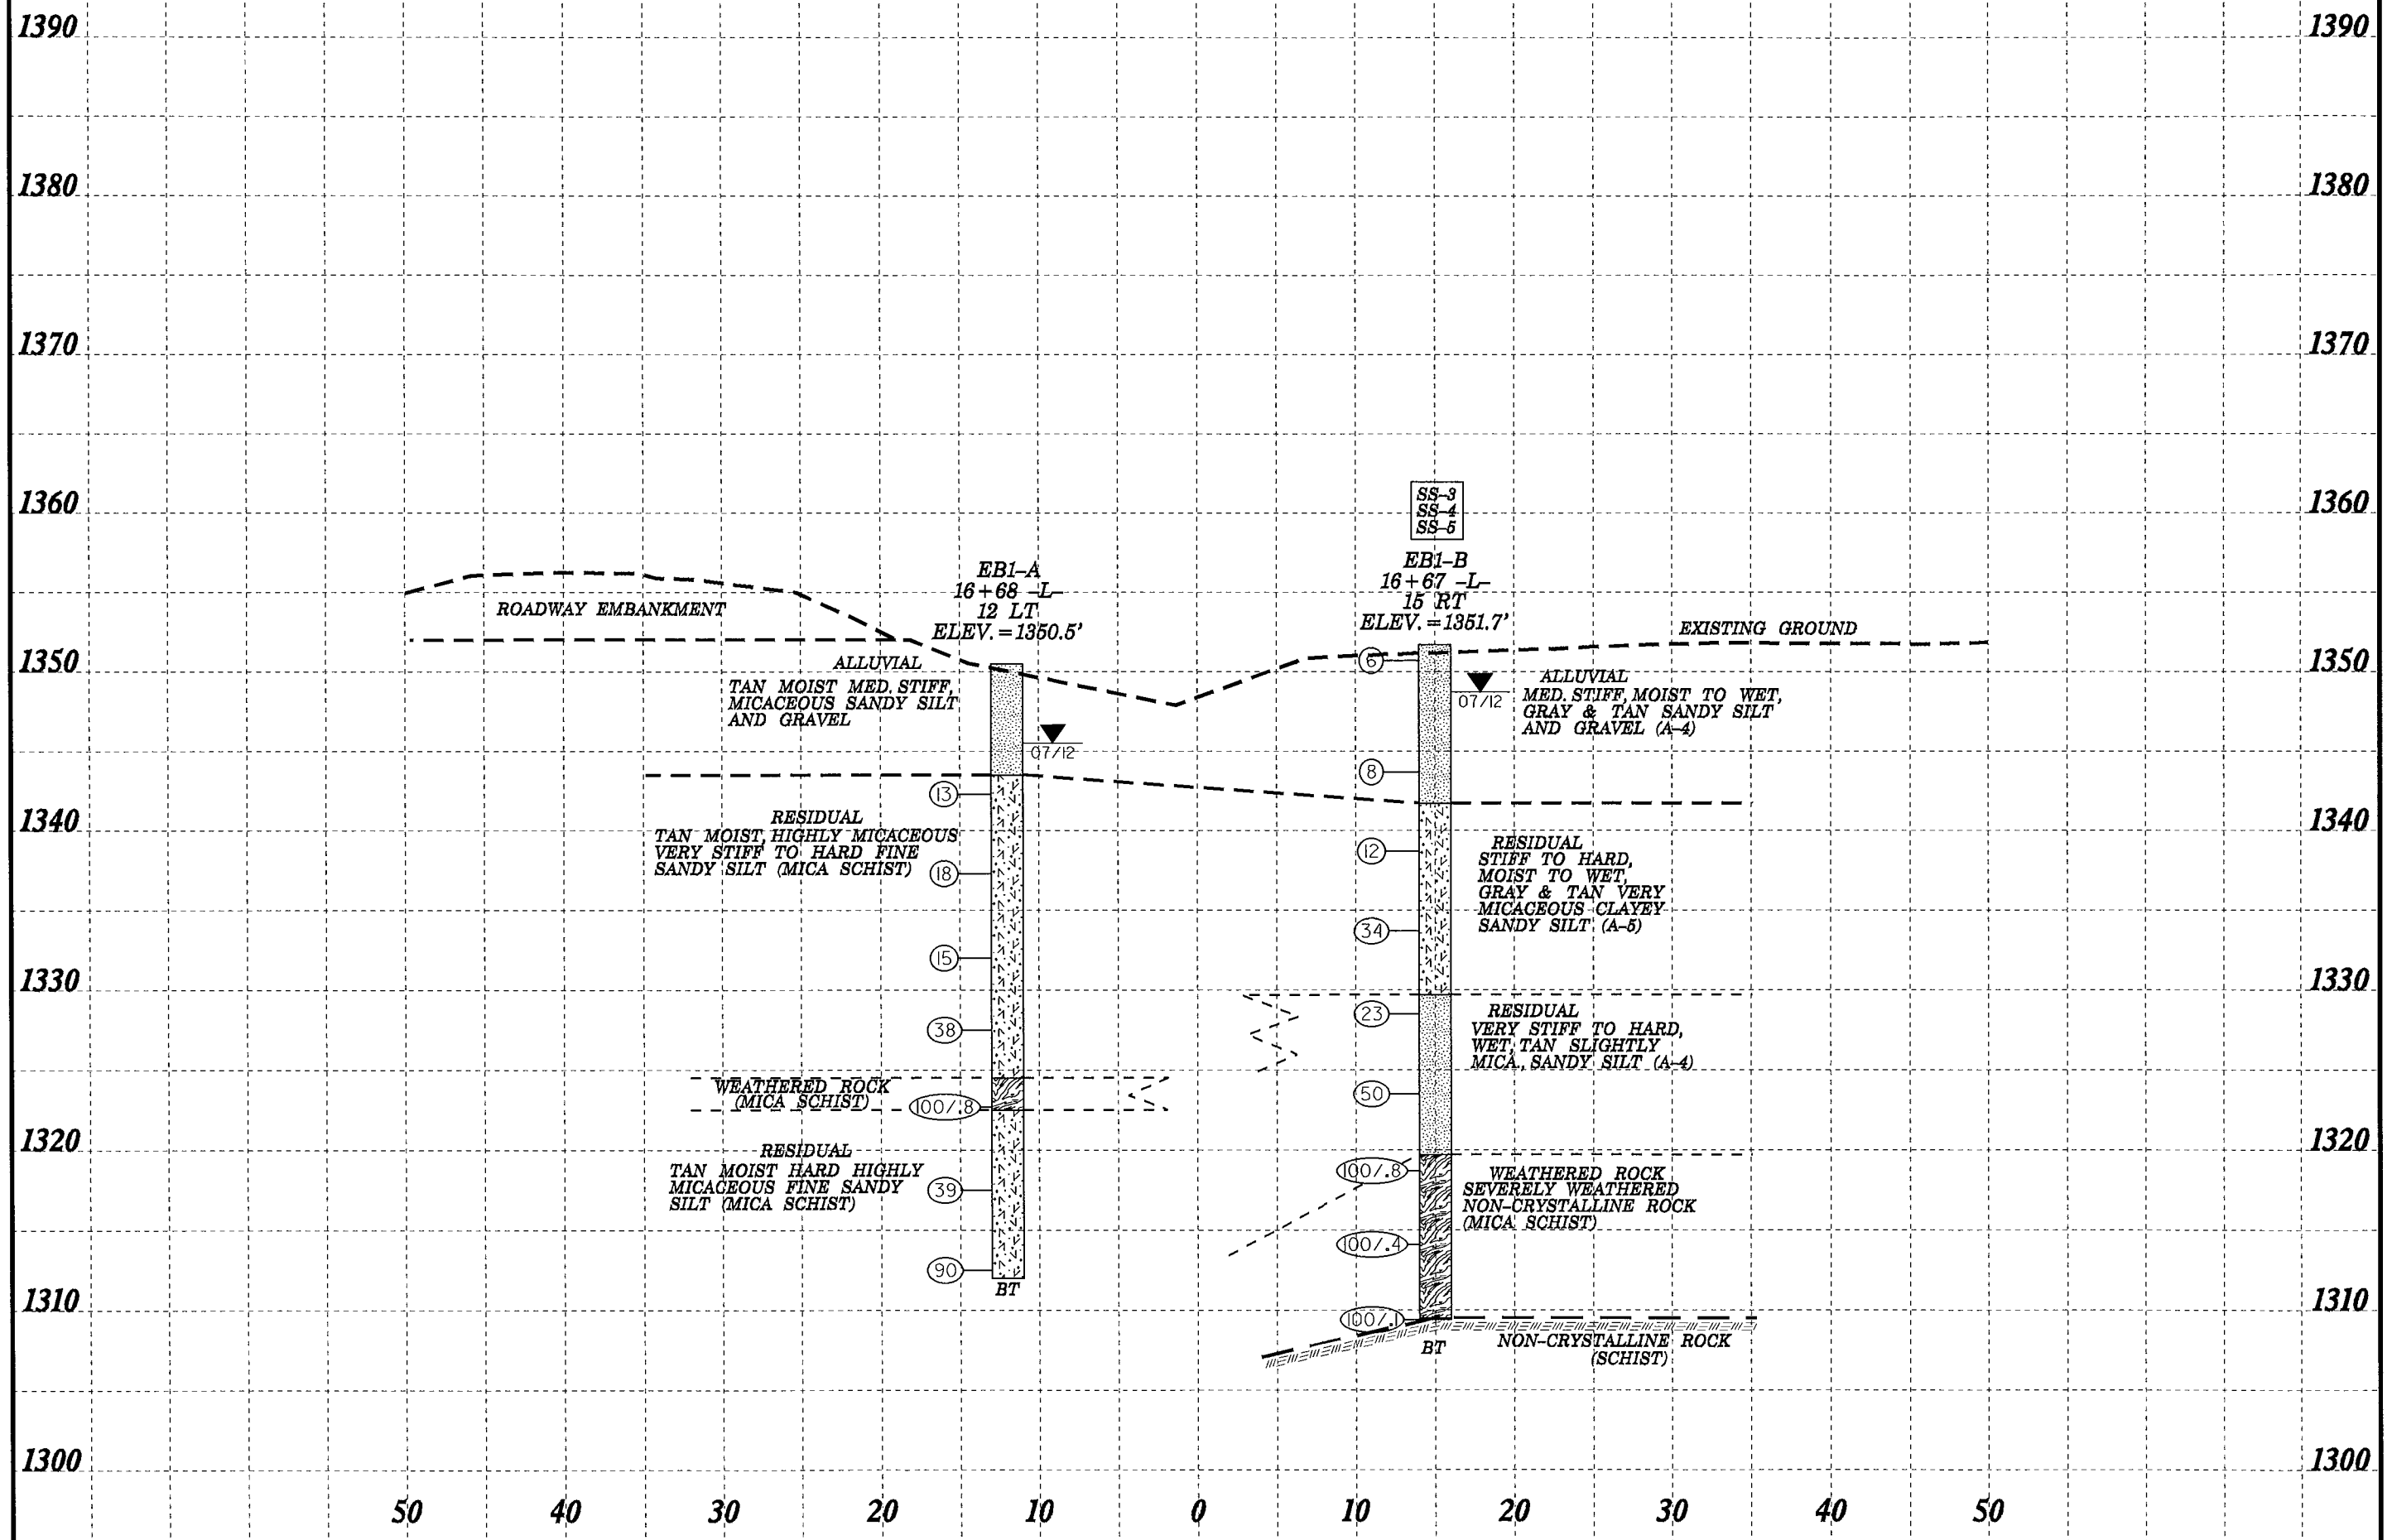 1390 1390
1380 1380
1370 1370
1360 1360
SS-3
SS-4
SS-5
EB1-A
16+68 -L-
12 LT
ELEV.=1350.5'
EB1-B
16+67 -L-
15 RT
ELEV.=1351.7'
ROADWAY EMBANKMENT
EXISTING GROUND
1350 1350
ALLUVIAL
TAN MOIST MED. STIFF,
MICACEOUS SANDY SILT
AND GRAVEL
07/12
6
07/12
ALLUVIAL
MED. STIFF, MOIST TO WET,
GRAY & TAN SANDY SILT
AND GRAVEL (A-4)
8
13
1340 1340
RESIDUAL
TAN MOIST, HIGHLY MICACEOUS
VERY STIFF TO HARD FINE
SANDY SILT (MICA SCHIST)
18
12
RESIDUAL
STIFF TO HARD,
MOIST TO WET,
GRAY & TAN VERY
MICACEOUS CLAYEY
SANDY SILT (A-5)
34
15
1330 1330
38
23
RESIDUAL
VERY STIFF TO HARD,
WET, TAN SLIGHTLY
MICA., SANDY SILT (A-4)
WEATHERED ROCK
(MICA SCHIST)
100/.8
50
1320 1320
RESIDUAL
TAN MOIST HARD HIGHLY
MICACEOUS FINE SANDY
SILT (MICA SCHIST)
39
100/.8
WEATHERED ROCK
SEVERELY WEATHERED
NON-CRYSTALLINE ROCK
(MICA SCHIST)
100/.4
90
BT
1310 1310
100/.1
BT
NON-CRYSTALLINE ROCK
(SCHIST)
1300 1300
50 40 30 20 10 0 10 20 30 40 50